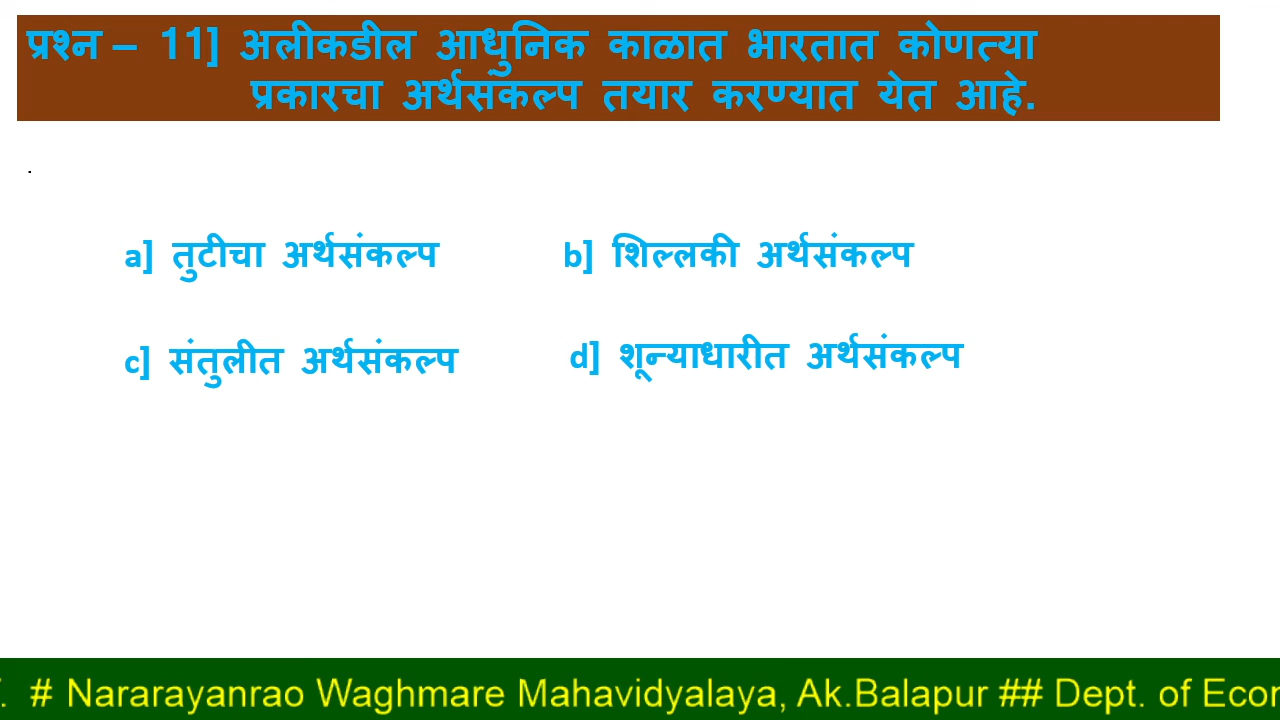 प्रश्न – 11] अलीकडील आधुनिक काळात भारतात कोणत्या
प्रकारचा अर्थसंकल्प तयार करण्यात येत आहे.
.
a] तुटीचा अर्थसंकल्प b] शिल्लकी अर्थसंकल्प
c] संतुलीत अर्थसंकल्प d] शून्याधारीत अर्थसंकल्प
. # Nararayanrao Waghmare Mahavidyalaya, Ak.Balapur ## Dept. of Econ